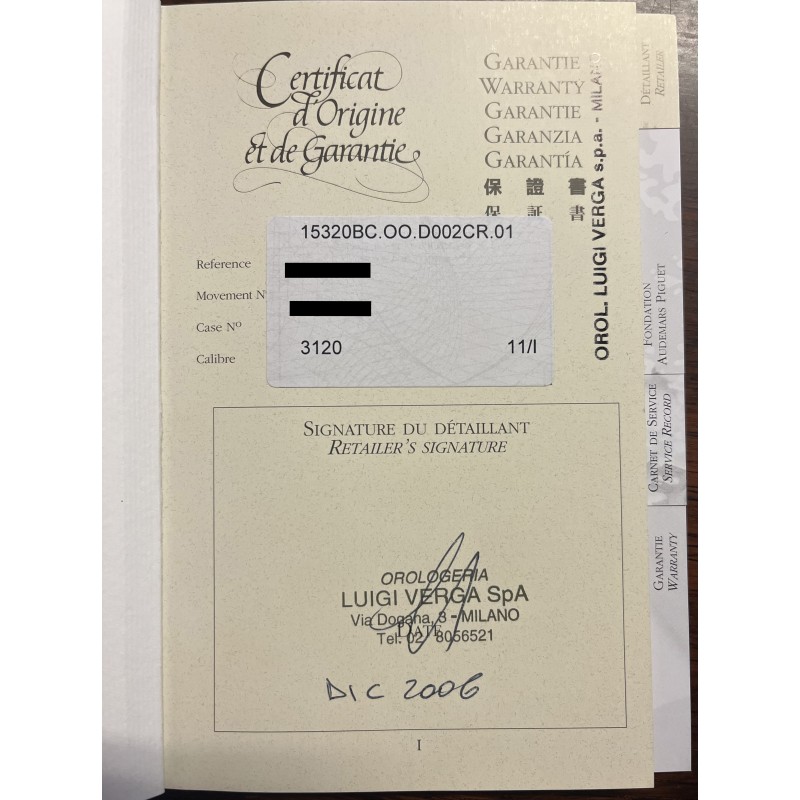 Certificat
d'Origine
et de Garantie
GARANTIE
WARRANTY
GARANTIE
GARANZIA
GARANTÍA
保 證 書
保 証 書
OROL. LUIGI VERGA s.p.a. - MILANO
15320BC.OO.D002CR.01
Reference
Movement N
Case Nº
Calibre
3120 11/I
SIGNATURE DU DÉTAILLANT
RETAILER'S SIGNATURE
OROLOGERIA
LUIGI VERGA SpA
Via Dogana, 3 - MILANO
DATE
Tel. 02 8056521
DIC 2006
I
DÉTAILLANT
RETAILER
FONDATION
AUDEMARS PIGUET
CARNET DE SERVICE
SERVICE RECORD
GARANTIE
WARRANTY